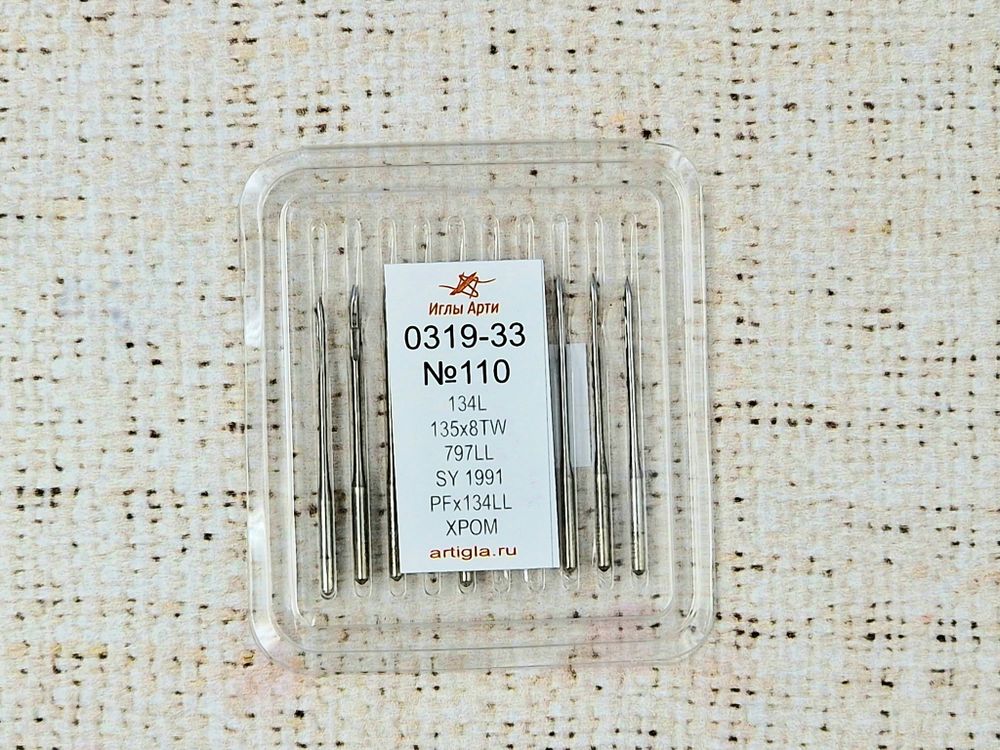 Иглы Арти
0319-33
№110
134L
135x8TW
797LL
SY 1991
PFx134LL
ХРОМ
artigla.ru